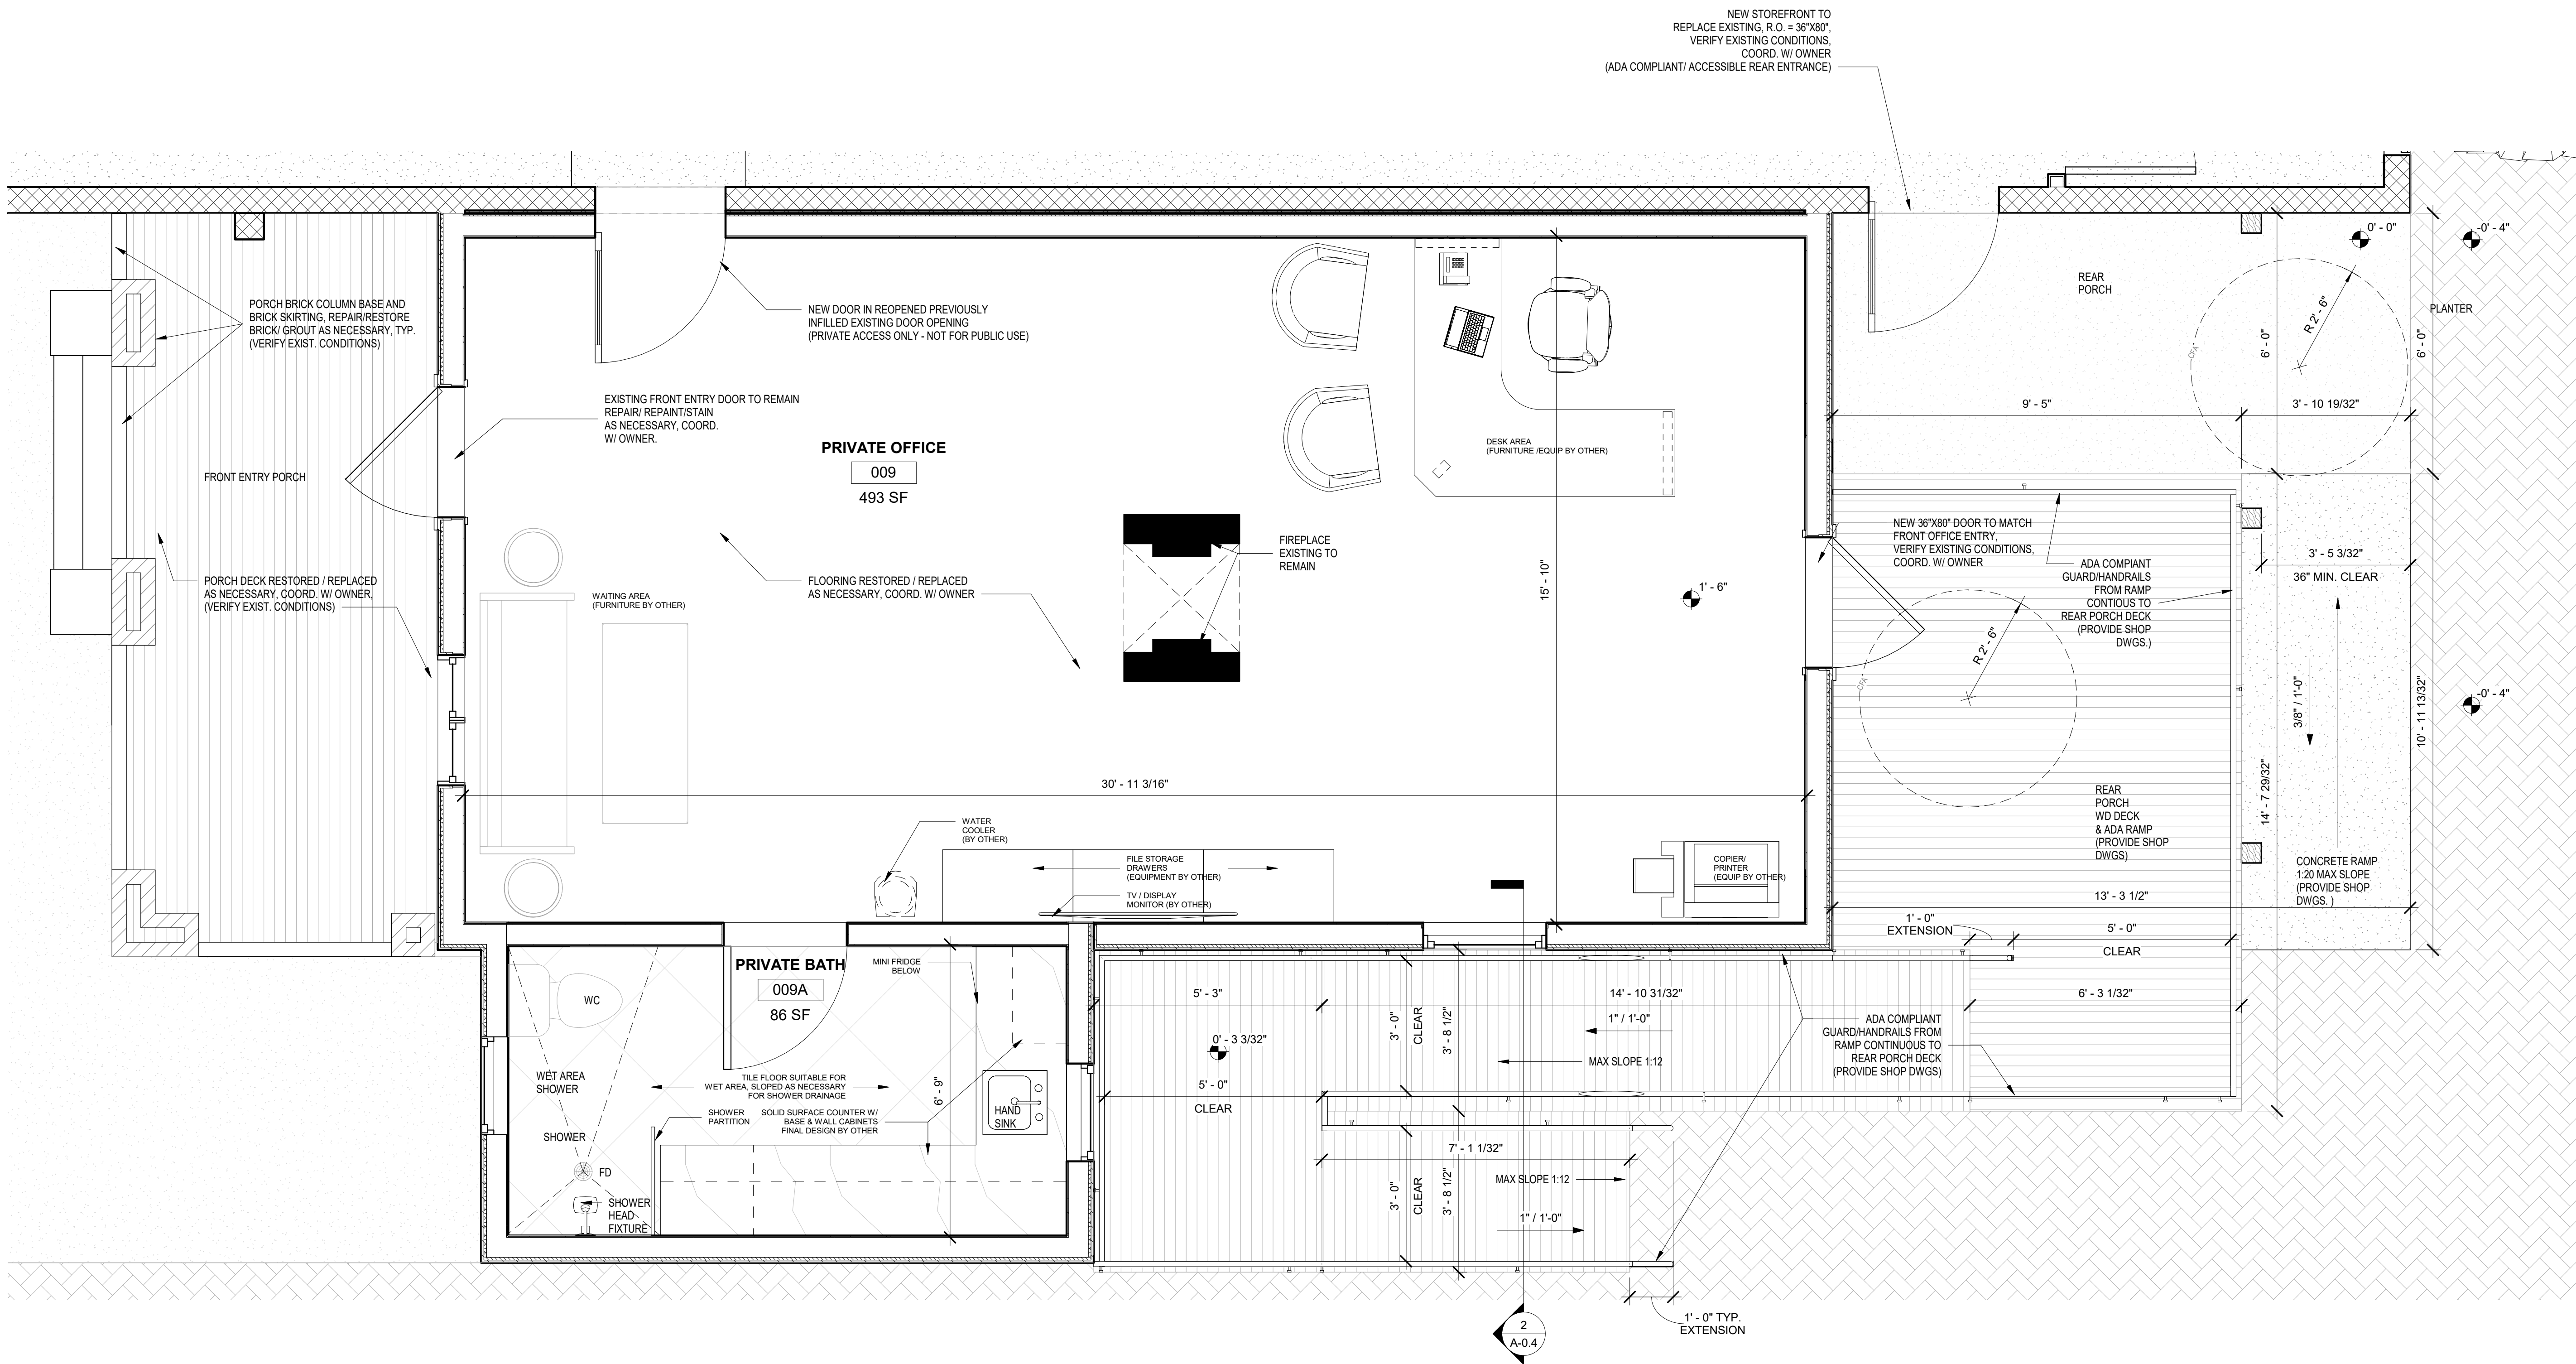 NEW STOREFRONT TO
REPLACE EXISTING, R.O. = 36"X80",
VERIFY EXISTING CONDITIONS,
COORD. W/ OWNER
(ADA COMPLIANT/ ACCESSIBLE REAR ENTRANCE)
0' - 0"
-0' - 4"
REAR
PORCH
R 2' - 6"
PLANTER
CFA
6' - 0"
6' - 0"
9' - 5"
3' - 10 19/32"
PORCH BRICK COLUMN BASE AND
BRICK SKIRTING, REPAIR/RESTORE
BRICK/ GROUT AS NECESSARY, TYP.
(VERIFY EXIST. CONDITIONS)
NEW DOOR IN REOPENED PREVIOUSLY
INFILLED EXISTING DOOR OPENING
(PRIVATE ACCESS ONLY - NOT FOR PUBLIC USE)
EXISTING FRONT ENTRY DOOR TO REMAIN
REPAIR/ REPAINT/STAIN
AS NECESSARY, COORD.
W/ OWNER.
PRIVATE OFFICE
009
493 SF
DESK AREA
(FURNITURE /EQUIP BY OTHER)
FRONT ENTRY PORCH
FIREPLACE
EXISTING TO
REMAIN
NEW 36"X80" DOOR TO MATCH
FRONT OFFICE ENTRY,
VERIFY EXISTING CONDITIONS,
COORD. W/ OWNER
ADA COMPIANT
GUARD/HANDRAILS
FROM RAMP
CONTIOUS TO
REAR PORCH DECK
(PROVIDE SHOP
DWGS.)
3' - 5 3/32"
36" MIN. CLEAR
PORCH DECK RESTORED / REPLACED
AS NECESSARY, COORD. W/ OWNER,
(VERIFY EXIST. CONDITIONS)
WAITING AREA
(FURNITURE BY OTHER)
FLOORING RESTORED / REPLACED
AS NECESSARY, COORD. W/ OWNER
15' - 10"
1' - 6"
R 2' - 6"
CFA
3/8" / 1'-0"
10' - 11 13/32"
-0' - 4"
30' - 11 3/16"
14' - 7 29/32"
REAR
PORCH
WD DECK
& ADA RAMP
(PROVIDE SHOP
DWGS)
WATER
COOLER
(BY OTHER)
FILE STORAGE
DRAWERS
(EQUIPMENT BY OTHER)
TV / DISPLAY
MONITOR (BY OTHER)
COPIER/
PRINTER
(EQUIP BY OTHER)
CONCRETE RAMP
1:20 MAX SLOPE
(PROVIDE SHOP
DWGS. )
13' - 3 1/2"
1' - 0"
EXTENSION
5' - 0"
CLEAR
PRIVATE BATH
009A
86 SF
MINI FRIDGE
BELOW
WC
5' - 3"
14' - 10 31/32"
6' - 3 1/32"
3' - 0"
CLEAR
3' - 8 1/2"
1" / 1'-0"
MAX SLOPE 1:12
ADA COMPLIANT
GUARD/HANDRAILS FROM
RAMP CONTINUOUS TO
REAR PORCH DECK
(PROVIDE SHOP DWGS)
0' - 3 3/32"
5' - 0"
CLEAR
WET AREA
SHOWER
TILE FLOOR SUITABLE FOR
WET AREA, SLOPED AS NECESSARY
FOR SHOWER DRAINAGE
6' - 9"
SHOWER
PARTITION
SOLID SURFACE COUNTER W/
BASE & WALL CABINETS
FINAL DESIGN BY OTHER
HAND
SINK
SHOWER
FD
SHOWER
HEAD
FIXTURE
7' - 1 1/32"
MAX SLOPE 1:12
3' - 0"
CLEAR
3' - 8 1/2"
1" / 1'-0"
1' - 0" TYP.
EXTENSION
2
A-0.4